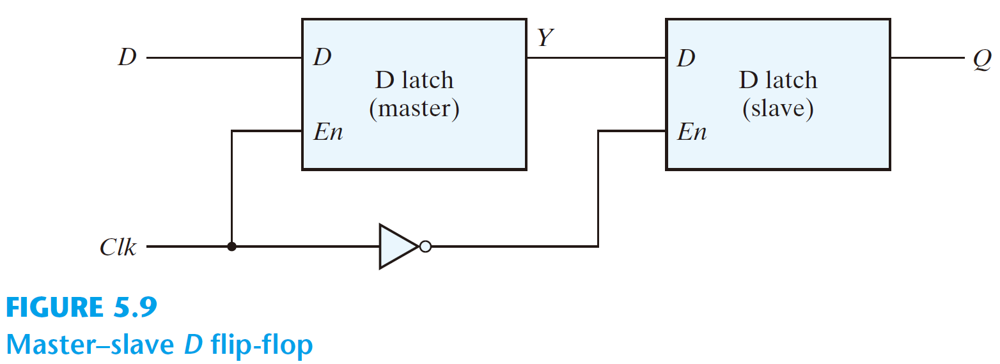 D
D
D latch
(master)
En
Y
D
D latch
(slave)
En
Q
Clk
FIGURE 5.9
Master–slave D flip-flop